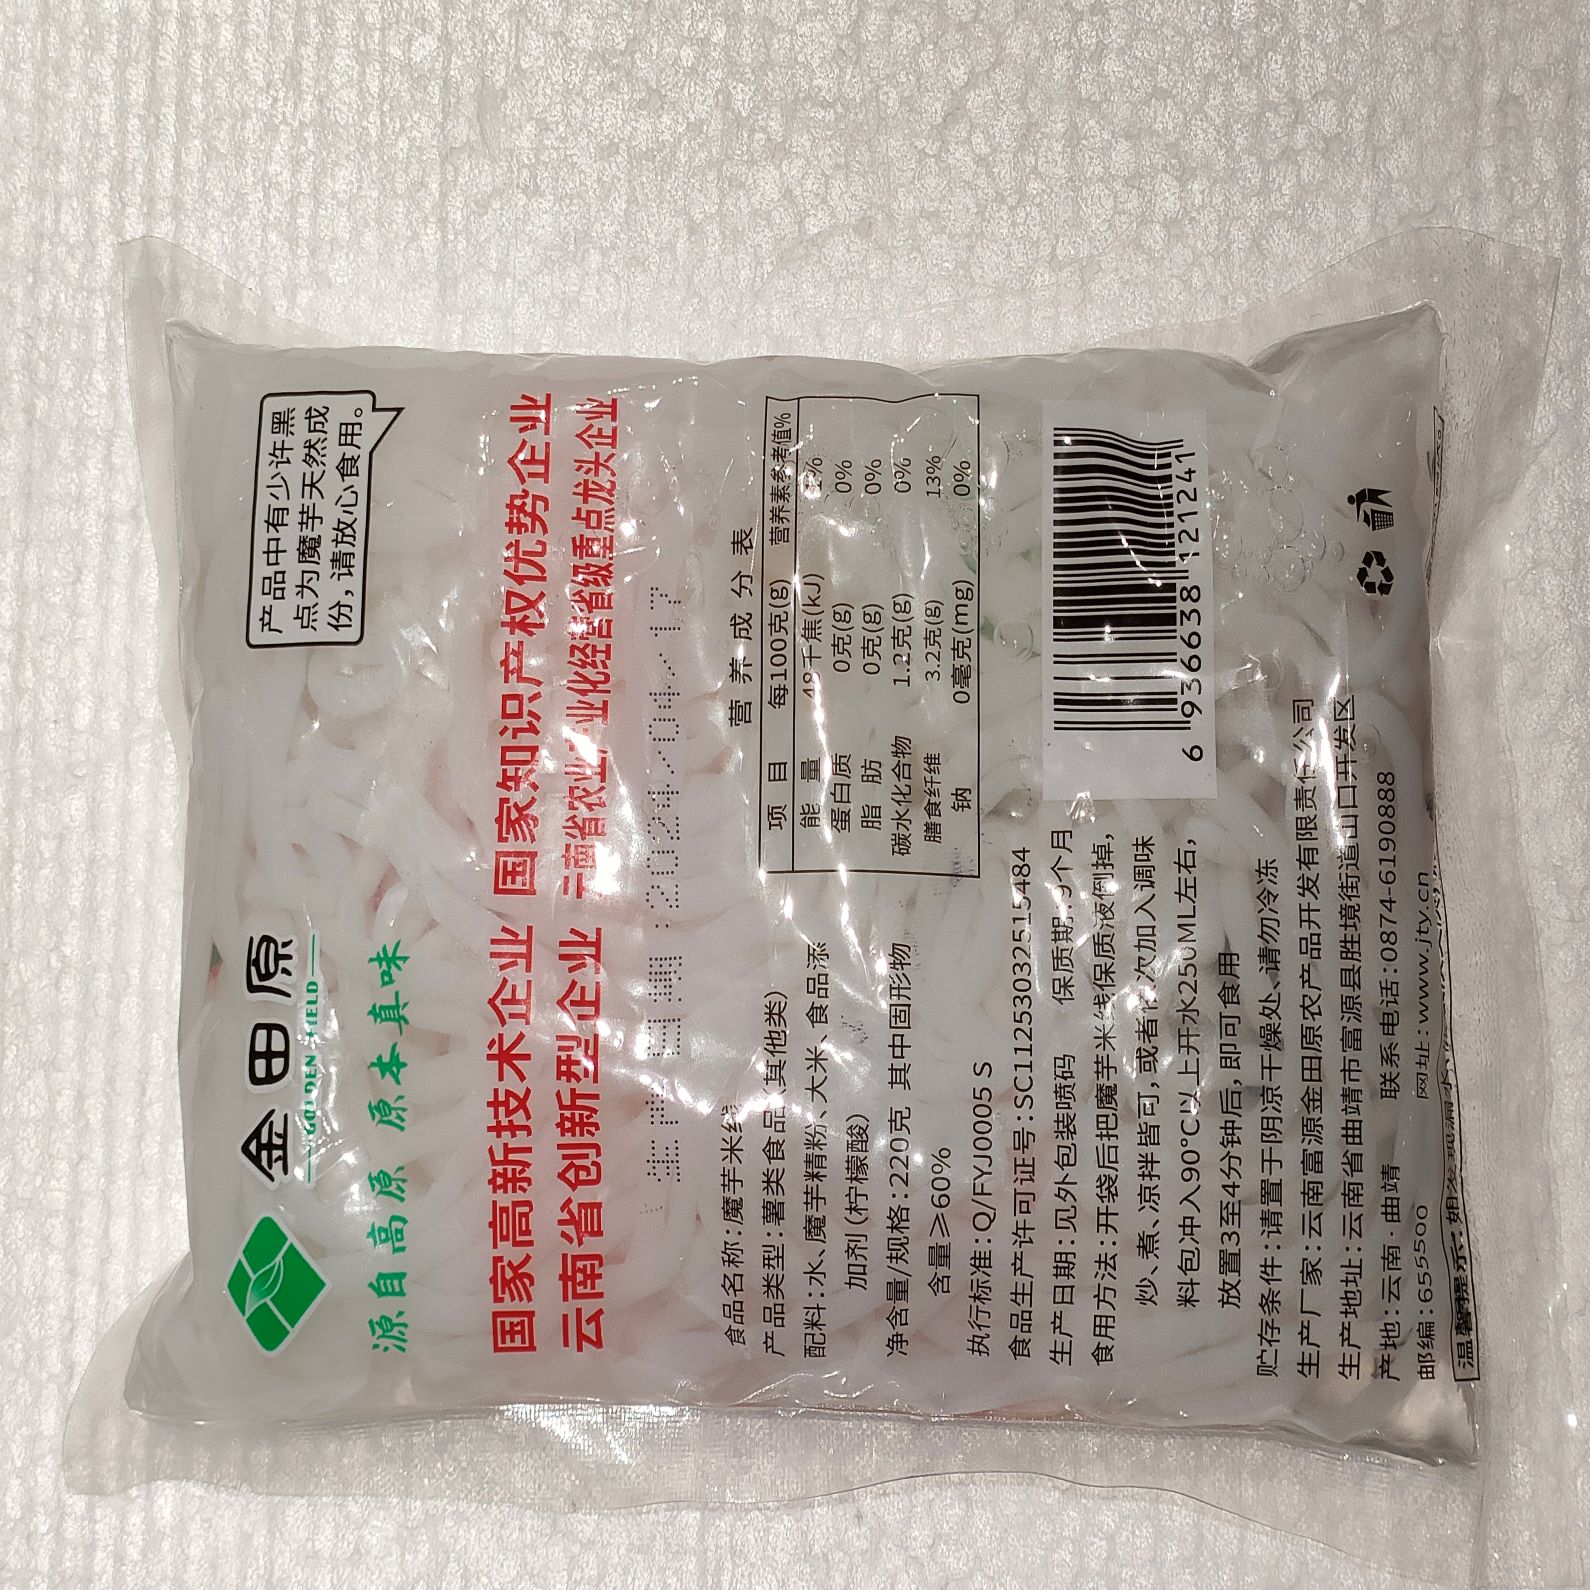 金田原
GOLDEN FIELD
源自高原 原本真味
产品中有少许黑
点为魔芋天然成
份，请放心食用。
国家高新技术企业 国家知识产权优势企业
云南省创新型企业 云南省农业产业化经营省级重点龙头企业
生产日期:2024/04/17
食品名称：魔芋米线
产品类型：薯类食品（其他类）
配料：水、魔芋精粉、大米、食品添
加剂（柠檬酸）
净含量/规格：220克 其中固形物
含量≥60%
执行标准：Q/FYJ0005 S
食品生产许可证号：SC11253032515484
生产日期：见外包装喷码 保质期：9个月
食用方法：开袋后把魔芋米线保质液倒掉，
炒、煮、凉拌皆可，或者依次加入调味
料包冲入90°C以上开水250ML左右，
放置3至4分钟后，即可食用
贮存条件：请置于阴凉干燥处、请勿冷冻
生产厂家：云南富源金田原农产品开发有限责任公司
生产地址：云南省曲靖市富源县胜境街道山口开发区
产地：云南·曲靖 联系电话：0874-6190888
邮编：655500 网址：www.jty.cn
温馨提示：如发现漏
营养成分表
项目 每100克(g) 营养素参考值%
能量 48千焦(kJ) %
蛋白质 0克(g) 0%
脂肪 0克(g) 0%
碳水化合物 1.2克(g) 0%
膳食纤维 3.2克(g) 13%
钠 0毫克(mg) 0%
6 936638 121241